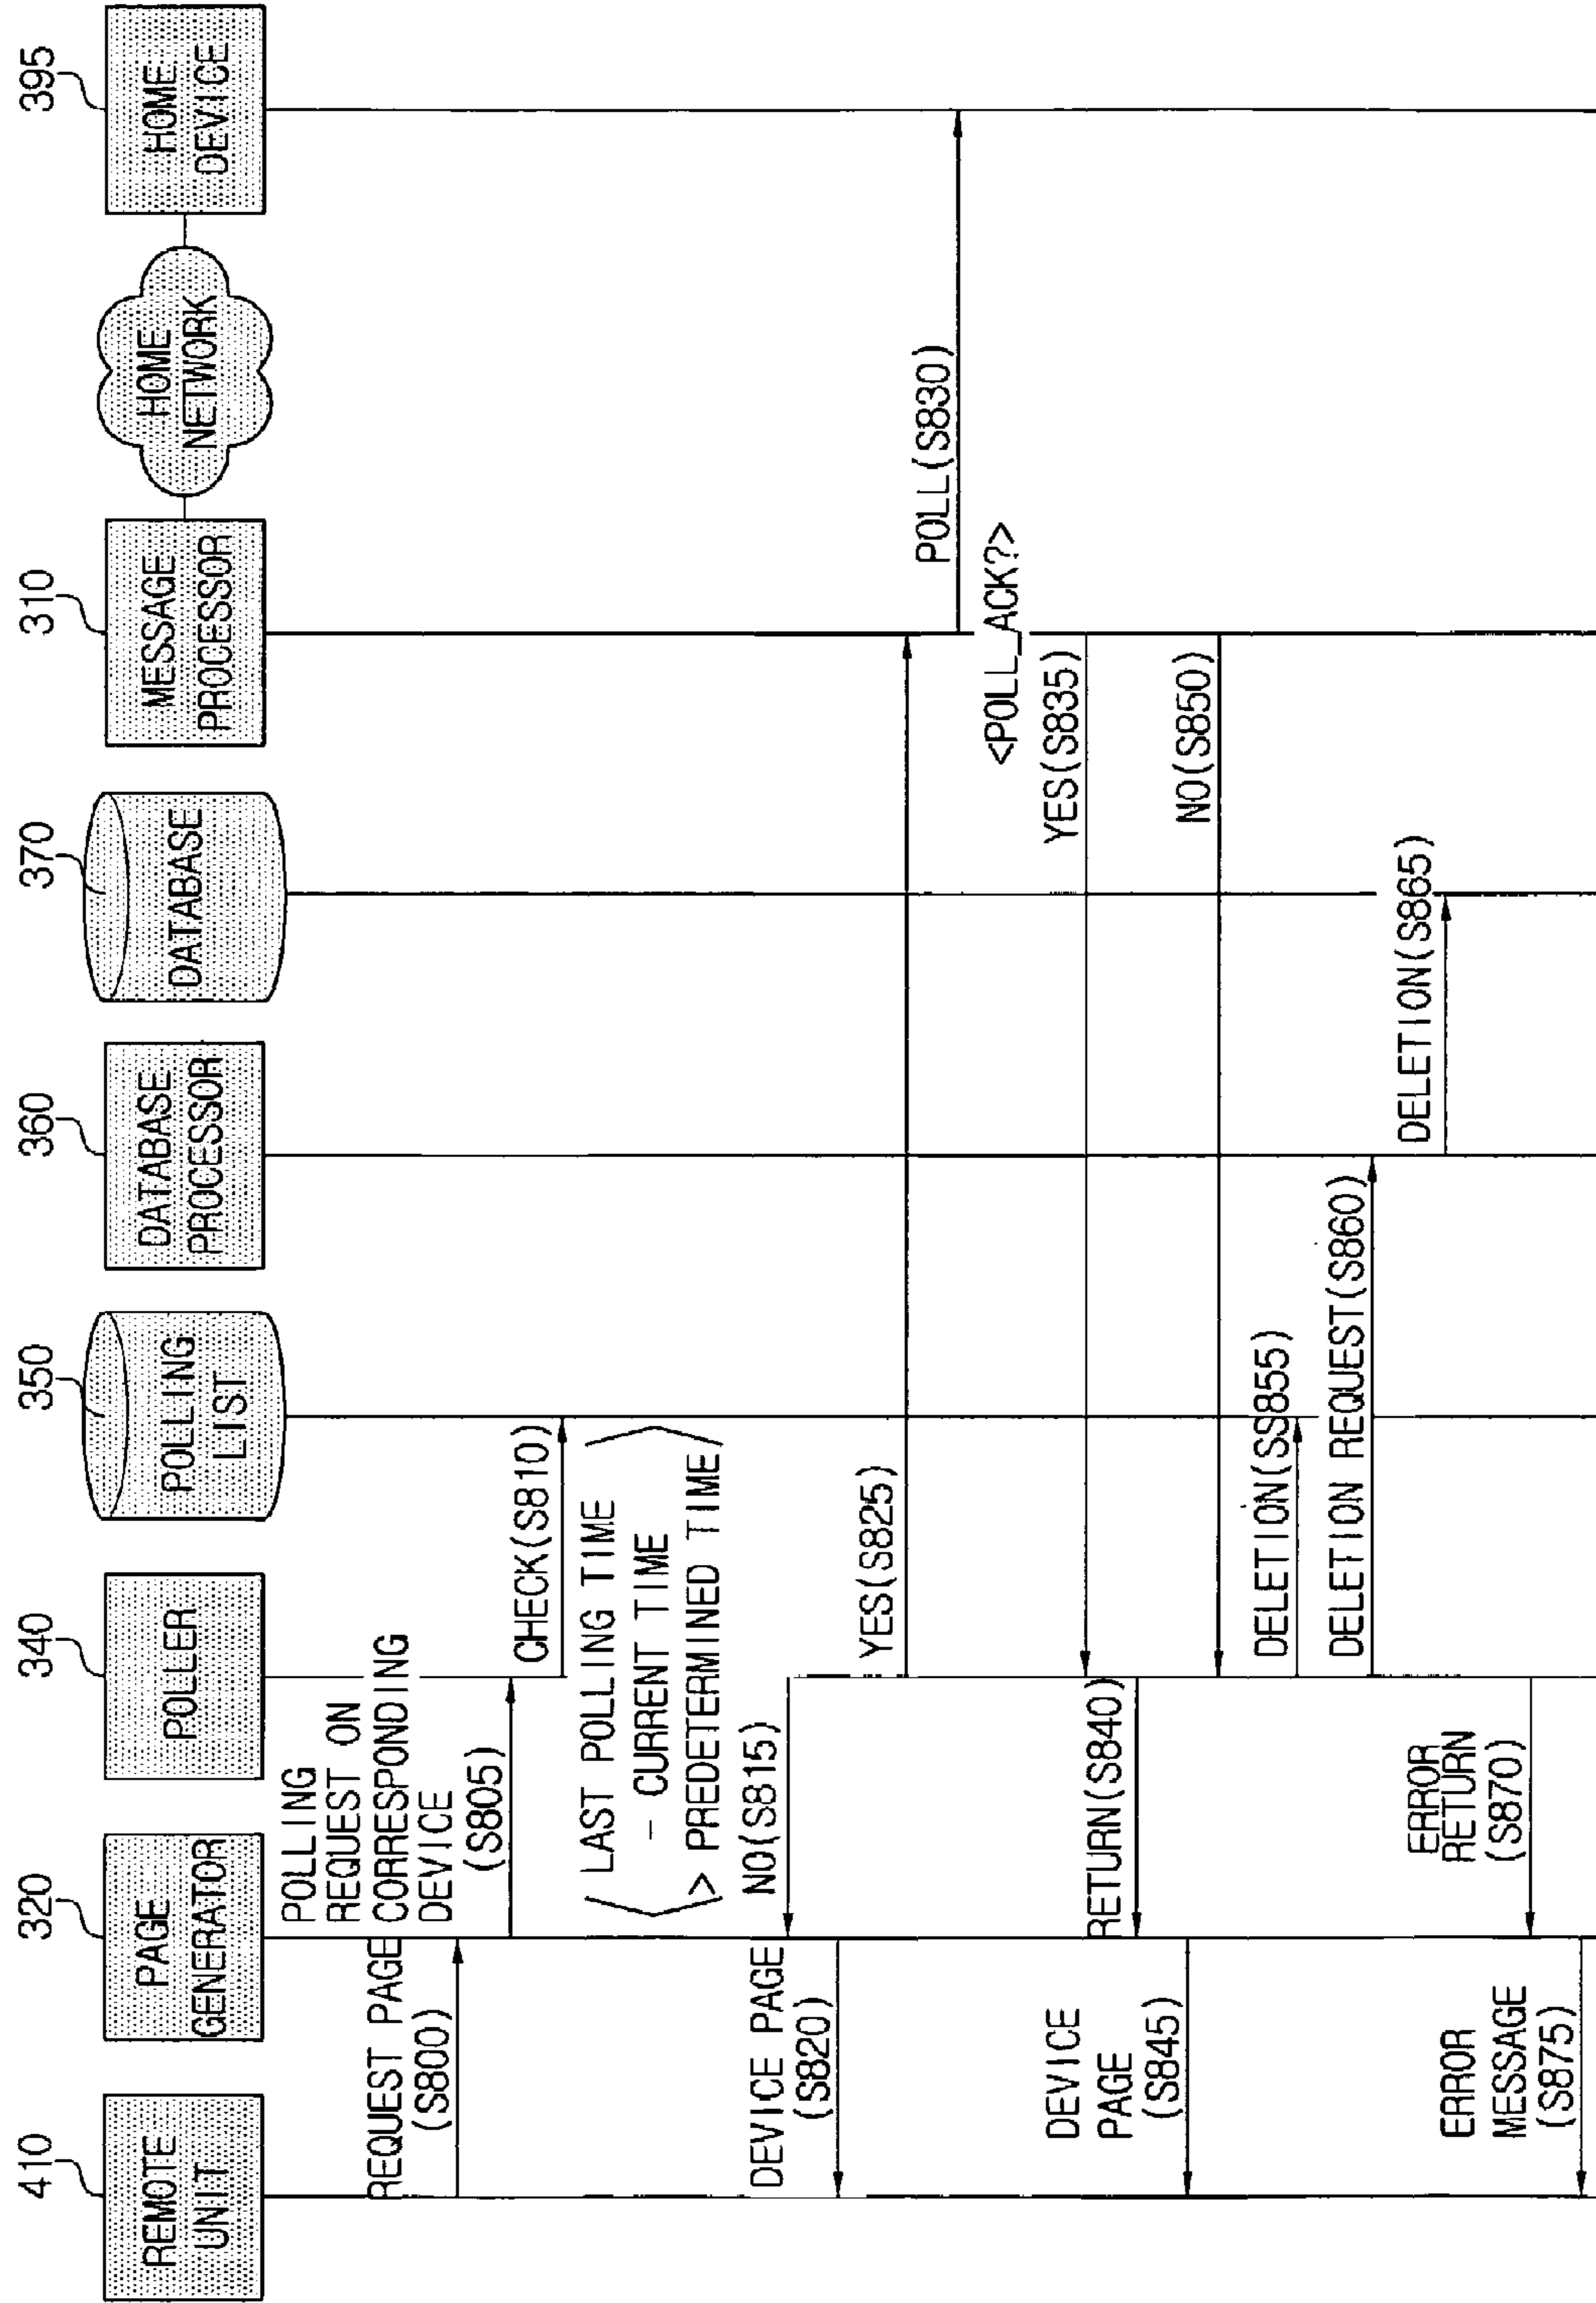 410
REMOTE
UNIT
320
PAGE
GENERATOR
340
POLLER
350
POLLING
LIST
360
DATABASE
PROCESSOR
370
DATABASE
310
MESSAGE
PROCESSOR
HOME
NETWORK
395
HOME
DEVICE
REQUEST PAGE
(S800)
POLLING
REQUEST ON
CORRESPONDING
DEVICE
(S805)
CHECK(S810)
LAST POLLING TIME
- CURRENT TIME
> PREDETERMINED TIME
NO(S815)
DEVICE PAGE
(S820)
YES(S825)
POLL(S830)
<POLL_ACK?>
YES(S835)
RETURN(S840)
DEVICE
PAGE
(S845)
NO(S850)
DELETION(SS855)
DELETION REQUEST(S860)
DELETION(S865)
ERROR
RETURN
(S870)
ERROR
MESSAGE
(S875)